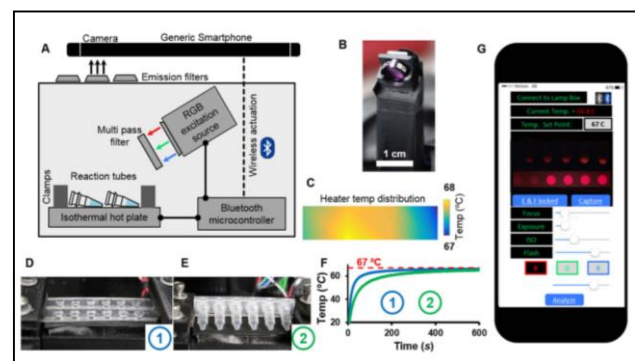 A
Camera
Generic Smartphone
Emission filters
Multi pass
filter
RGB
excitation
source
Wireless actuation
Clamps
Reaction tubes
Isothermal hot plate
Bluetooth
microcontroller
B
1 cm
C
Heater temp distribution
68
67
Temp (°C)
D
1
E
2
F
67 °C
Temp (°C)
60
40
20
1
2
0
200
400
600
Time (s)
G
Connect to Lamp Box
Current Temp:
Temp. Set Point:
67 C
E & F locked
Capture
Focus
Exposure
ISO
Flash
G
B
Analyze